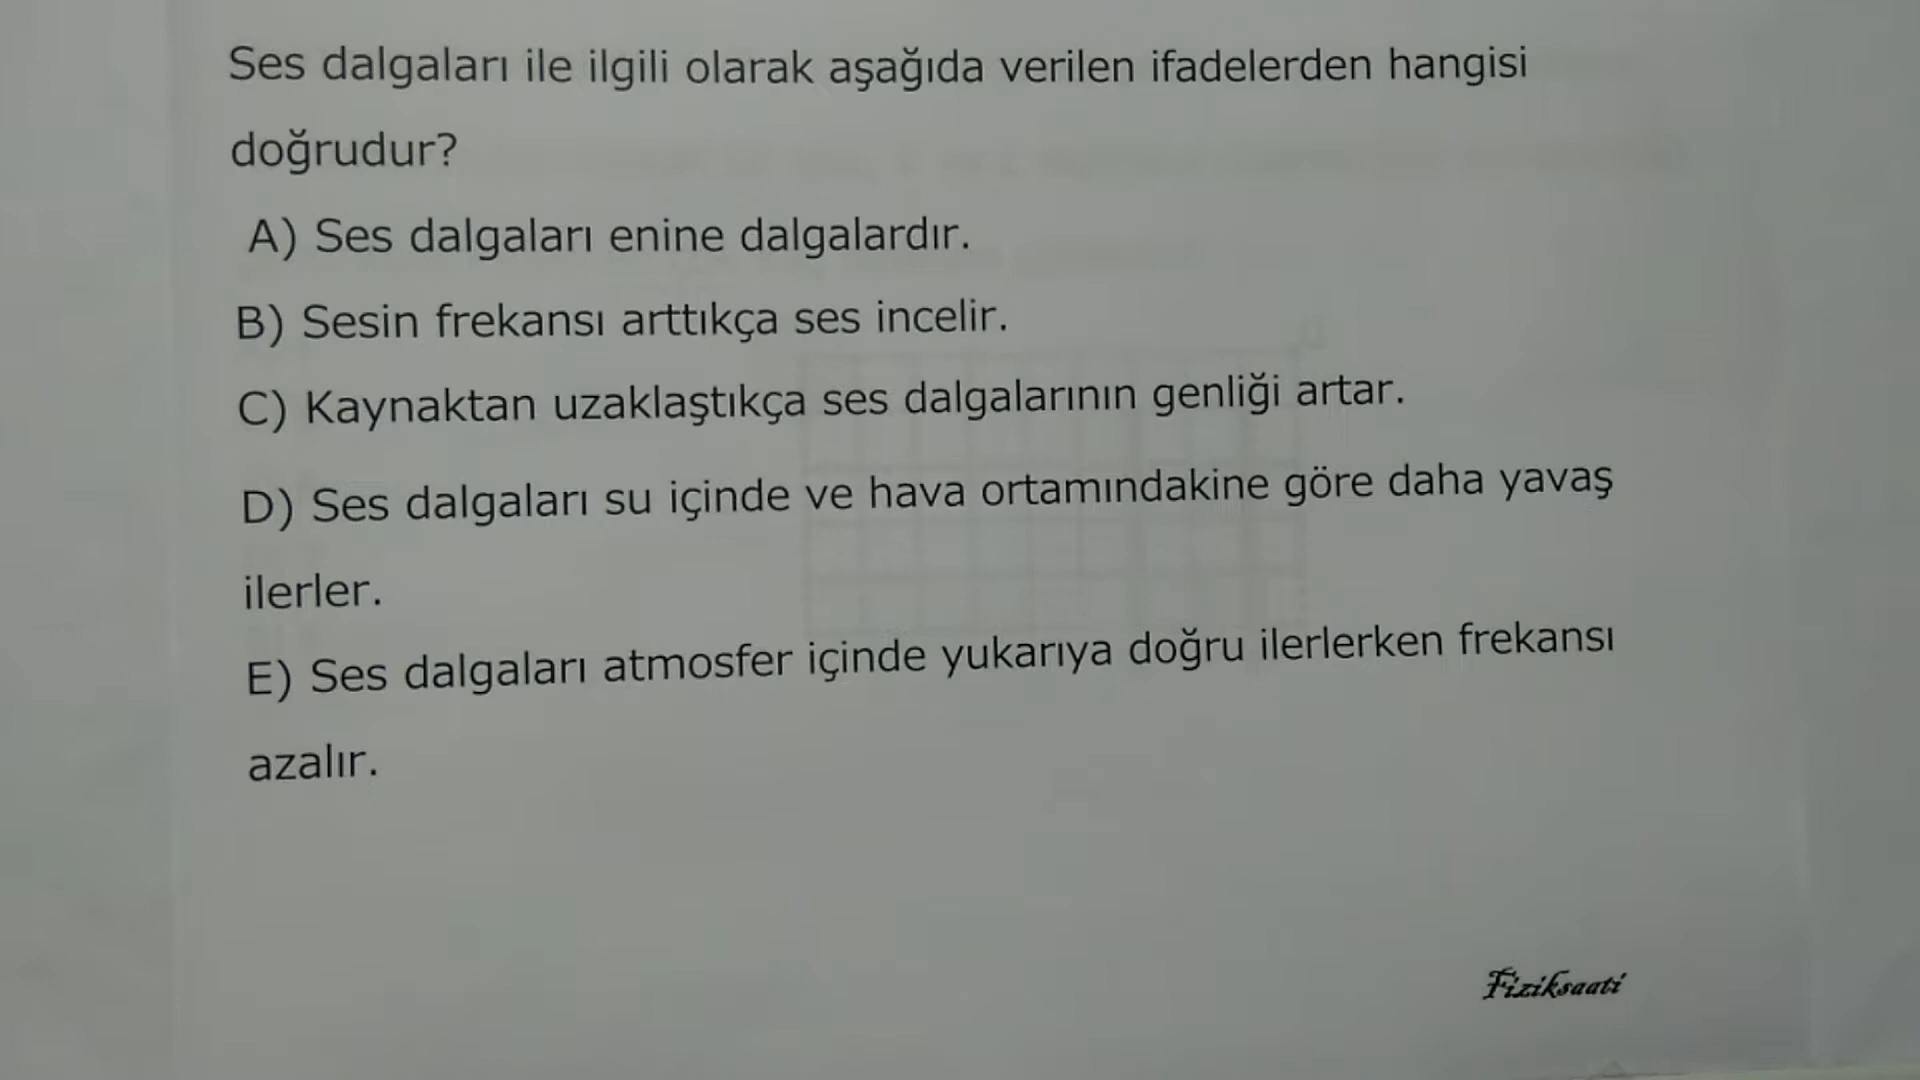 Ses dalgaları ile ilgili olarak aşağıda verilen ifadelerden hangisi
doğrudur?
A) Ses dalgaları enine dalgalardır.
B) Sesin frekansı arttıkça ses incelir.
C) Kaynaktan uzaklaştıkça ses dalgalarının genliği artar.
D) Ses dalgaları su içinde ve hava ortamındakine göre daha yavaş
ilerler.
E) Ses dalgaları atmosfer içinde yukarıya doğru ilerlerken frekansı
azalır.
Fiziksaati